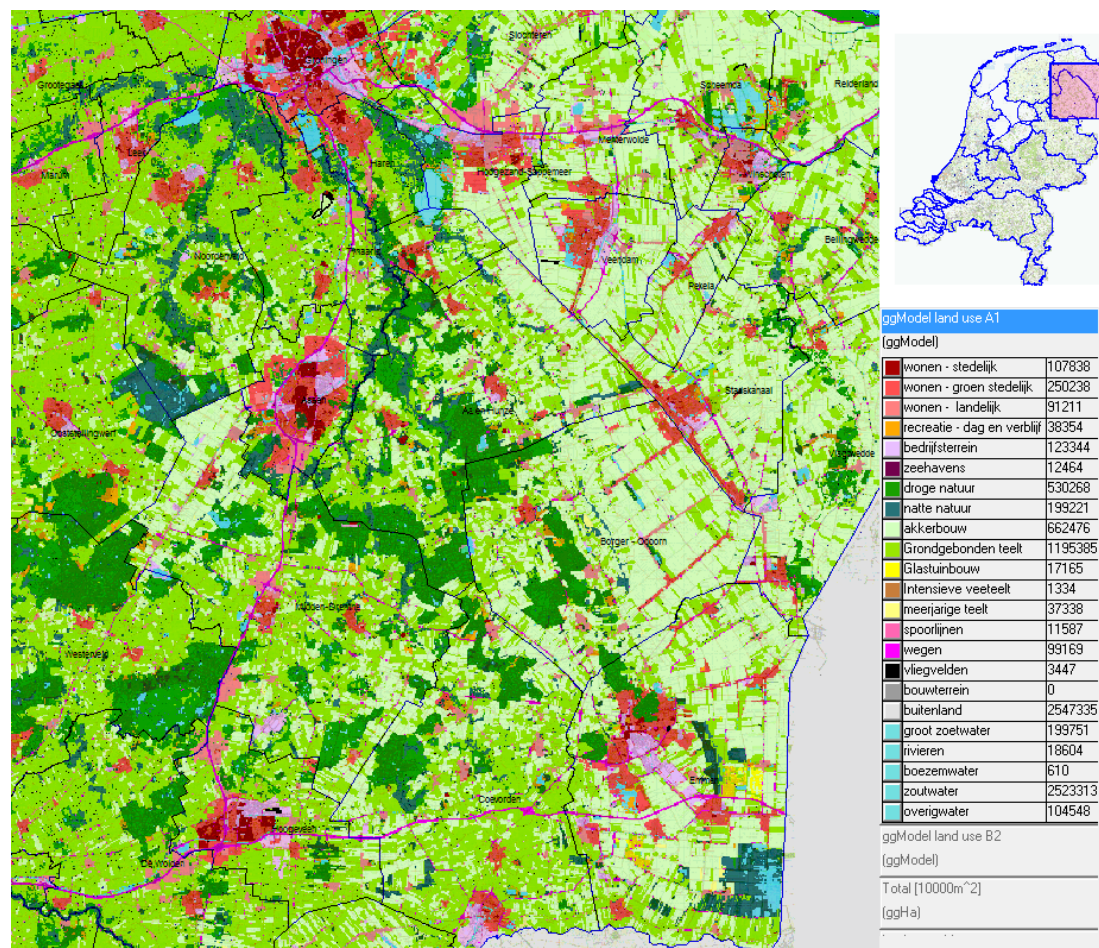 Slochteren
Groningen
Grootegast
Scheemda
Reiderland
Menterwolde
Leek
Haren
Marum
Hoogezand-Sappemeer
Winschoten
Bellingwedde
Noordenveld
Veendam
Pekela
Stadskanaal
Assen
Aa en Hunze
Ooststellingwerf
Vlagtwedde
Borger - Odoorn
Midden-Drenthe
Westerveld
Emmen
Coevorden
Hoogeveen
De Wolden
ggModel land use A1
(ggModel)
wonen - stedelijk 107838
wonen - groen stedelijk 250238
wonen - landelijk 91211
recreatie - dag en verblijf 38354
bedrijfsterrein 123344
zeehavens 12464
droge natuur 530268
natte natuur 199221
akkerbouw 662476
Grondgebonden teelt 1195385
Glastuinbouw 17165
Intensieve veeteelt 1334
meerjarige teelt 37338
spoorlijnen 11587
wegen 99169
vliegvelden 3447
bouwterrein 0
buitenland 2547335
groot zoetwater 199751
rivieren 18604
boezemwater 610
zoutwater 2523313
overigwater 104548
ggModel land use B2
(ggModel)
Total [10000m^2]
(ggHa)